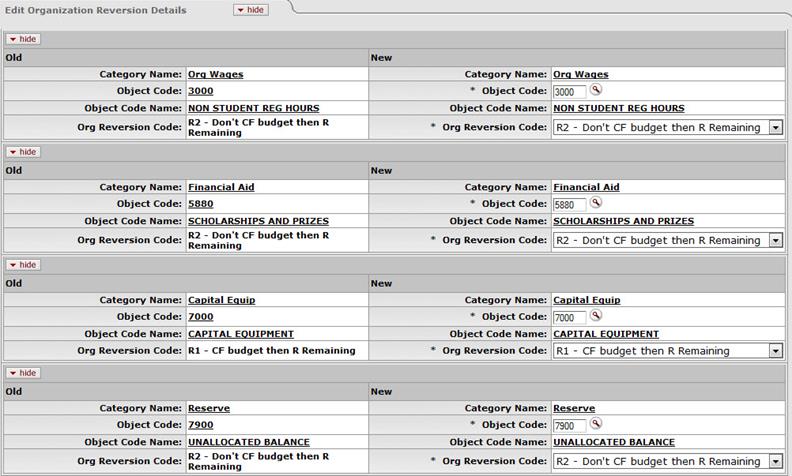 Edit Organization Reversion Details hide
hide
Old New
Category Name: Org Wages Category Name: Org Wages
Object Code: 3000 * Object Code: 3000
Object Code Name: NON STUDENT REG HOURS Object Code Name: NON STUDENT REG HOURS
Org Reversion Code: R2 - Don't CF budget then R Remaining * Org Reversion Code: R2 - Don't CF budget then R Remaining
hide
Old New
Category Name: Financial Aid Category Name: Financial Aid
Object Code: 5880 * Object Code: 5880
Object Code Name: SCHOLARSHIPS AND PRIZES Object Code Name: SCHOLARSHIPS AND PRIZES
Org Reversion Code: R2 - Don't CF budget then R Remaining * Org Reversion Code: R2 - Don't CF budget then R Remaining
hide
Old New
Category Name: Capital Equip Category Name: Capital Equip
Object Code: 7000 * Object Code: 7000
Object Code Name: CAPITAL EQUIPMENT Object Code Name: CAPITAL EQUIPMENT
Org Reversion Code: R1 - CF budget then R Remaining * Org Reversion Code: R1 - CF budget then R Remaining
hide
Old New
Category Name: Reserve Category Name: Reserve
Object Code: 7900 * Object Code: 7900
Object Code Name: UNALLOCATED BALANCE Object Code Name: UNALLOCATED BALANCE
Org Reversion Code: R2 - Don't CF budget then R Remaining * Org Reversion Code: R2 - Don't CF budget then R Remaining